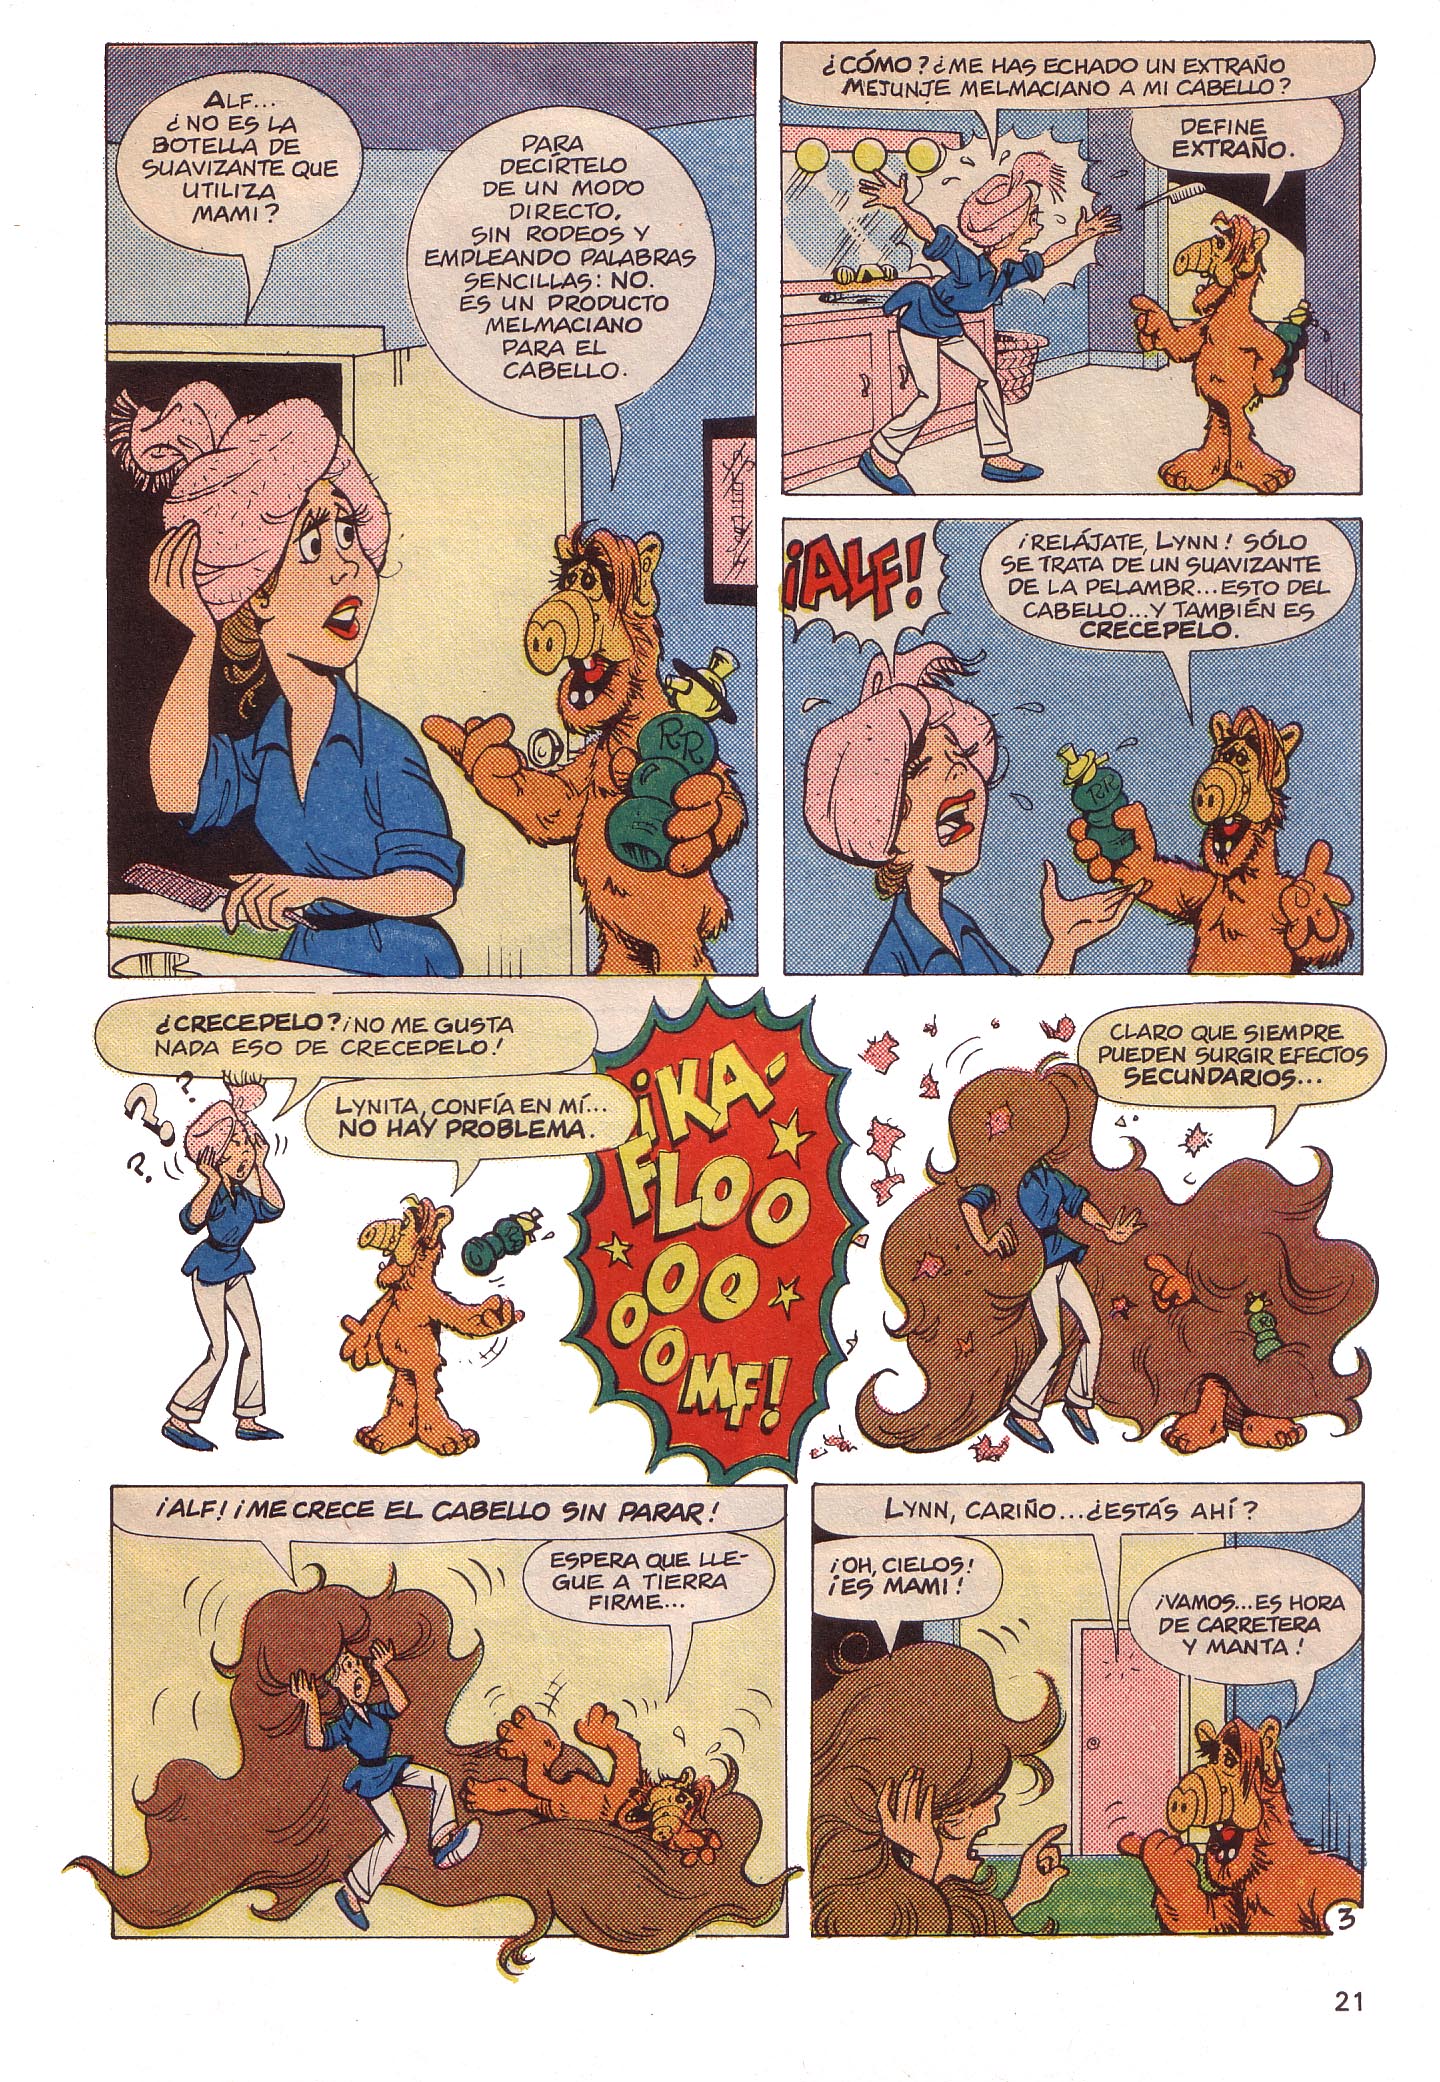 ALF...
¿NO ES LA
BOTELLA DE
SUAVIZANTE QUE
UTILIZA
MAMI?
PARA
DECÍRTELO
DE UN MODO
DIRECTO,
SIN RODEOS Y
EMPLEANDO PALABRAS
SENCILLAS: NO.
ES UN PRODUCTO
MELMACIANO
PARA EL
CABELLO.
RR
¿CÓMO? ¿ME HAS ECHADO UN EXTRAÑO
MEJUNJE MELMACIANO A MI CABELLO?
DEFINE
EXTRAÑO.
¡ALF!
¡RELÁJATE, LYNN! SÓLO
SE TRATA DE UN SUAVIZANTE
DE LA PELAMBR...ESTO DEL
CABELLO...Y TAMBIÉN ES
CRECEPELO.
RR
¿CRECEPELO? ¡NO ME GUSTA
NADA ESO DE CRECEPELO!
? ? ?
LYNITA, CONFÍA EN MÍ...
NO HAY PROBLEMA.
¡KA-
FLOO
OOO
OOOMF!
CLARO QUE SIEMPRE
PUEDEN SURGIR EFECTOS
SECUNDARIOS...
¡ALF! ¡ME CRECE EL CABELLO SIN PARAR!
ESPERA QUE LLE-
GUE A TIERRA
FIRME...
LYNN, CARIÑO...¿ESTÁS AHÍ?
¡OH, CIELOS!
¡ES MAMI!
¡VAMOS...ES HORA
DE CARRETERA
Y MANTA!
3
21